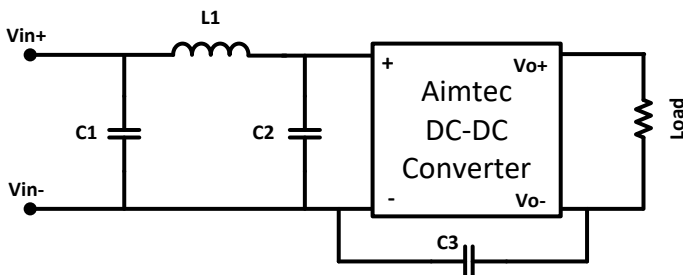 L1
Vin+
C1
C2
+
Vo+
Aimtec
DC-DC
Converter
Load
Vin-
-
Vo-
C3